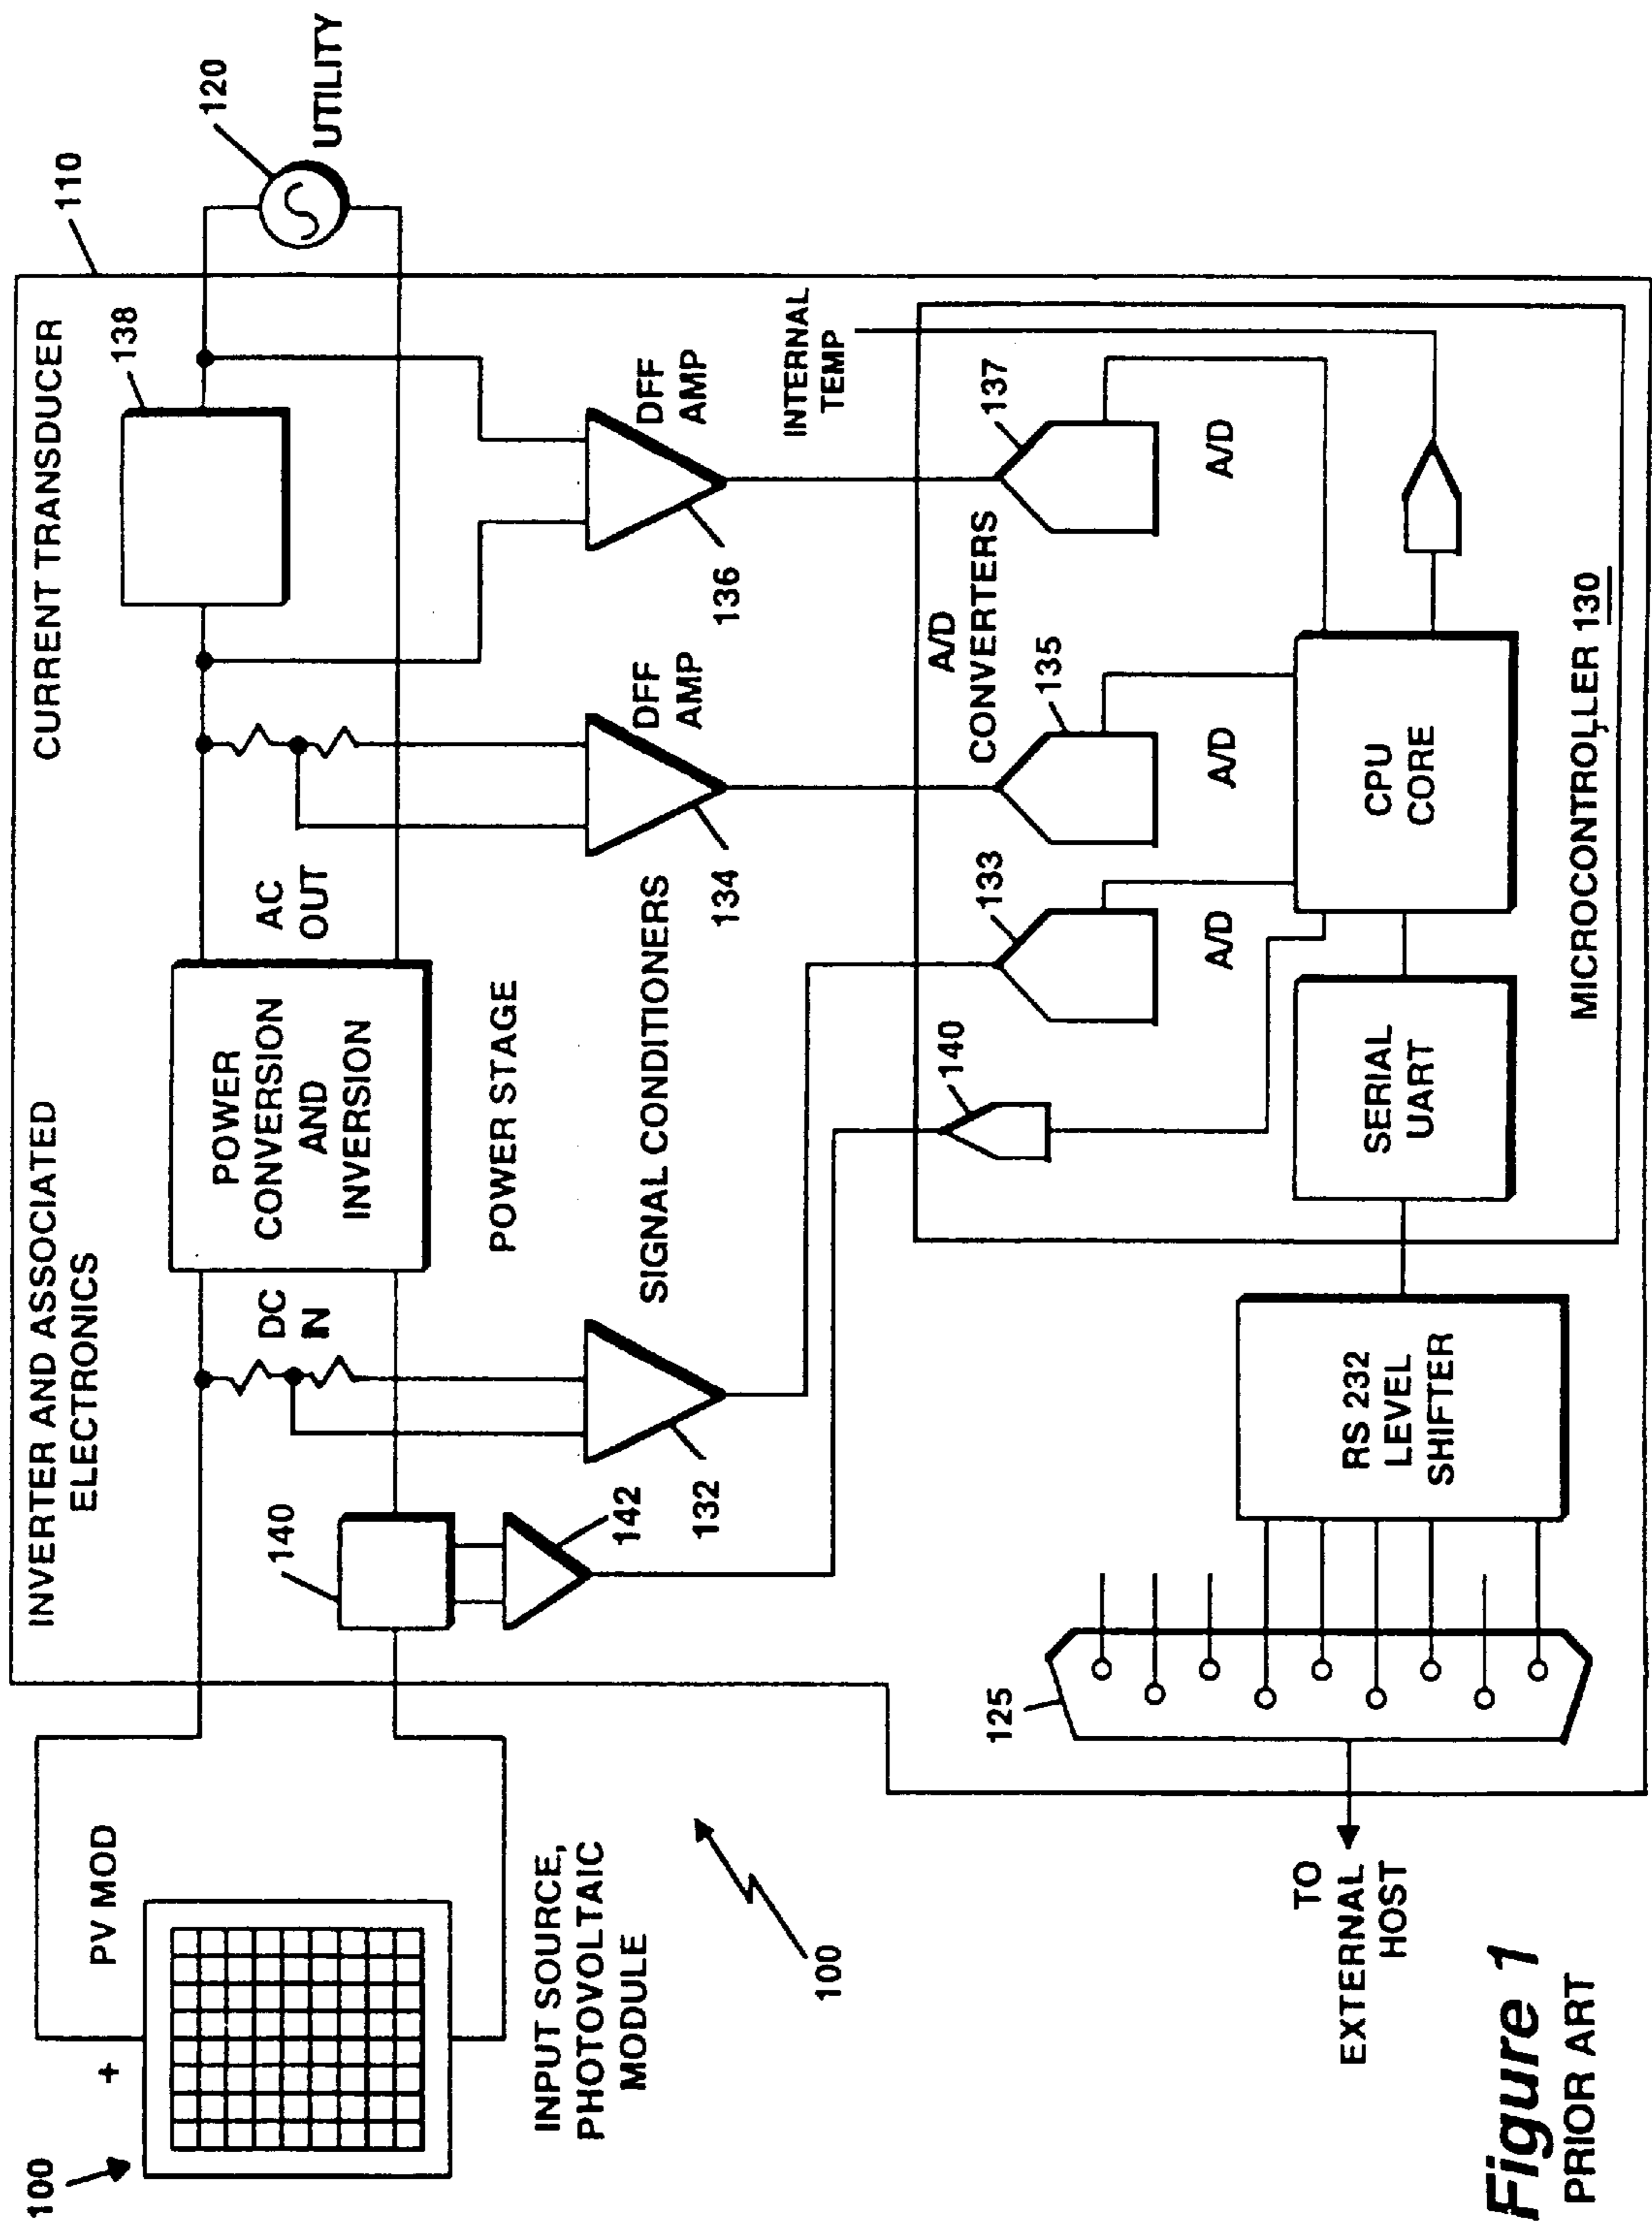 INVERTER AND ASSOCIATED
ELECTRONICS
CURRENT TRANSDUCER
110
138
120
UTILITY
100
+
PV MOD
INPUT SOURCE,
PHOTOVOLTAIC
MODULE
100
140
142
DC
IN
132
POWER
CONVERSION
AND
INVERSION
AC
OUT
POWER STAGE
SIGNAL CONDITIONERS
134
DFF
AMP
136
DFF
AMP
INTERNAL
TEMP
140
133
A/D
A/D
CONVERTERS
135
A/D
137
A/D
TO
EXTERNAL
HOST
125
RS 232
LEVEL
SHIFTER
SERIAL
UART
CPU
CORE
MICROCONTROLLER 130
Figure 1
PRIOR ART